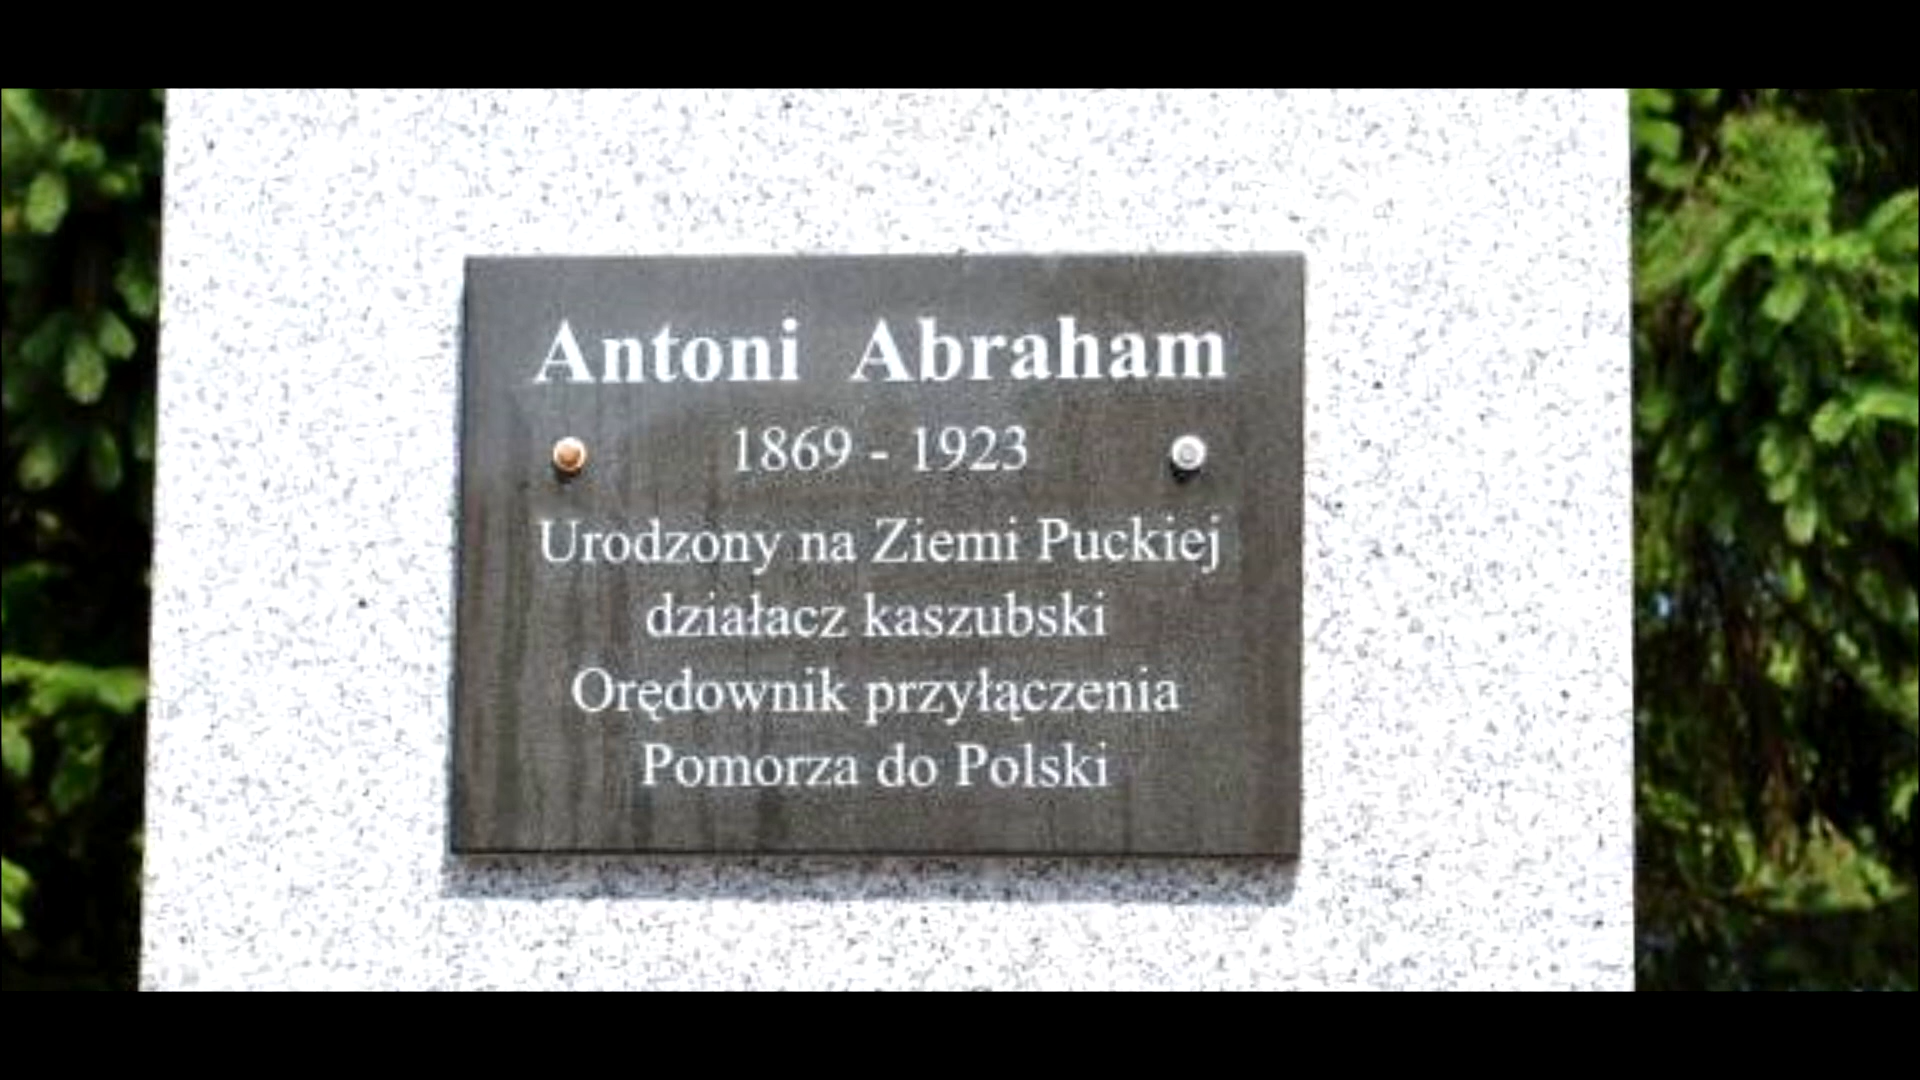 Antoni Abraham
1869 - 1923
Urodzony na Ziemi Puckiej
działacz kaszubski
Orędownik przyłączenia
Pomorza do Polski